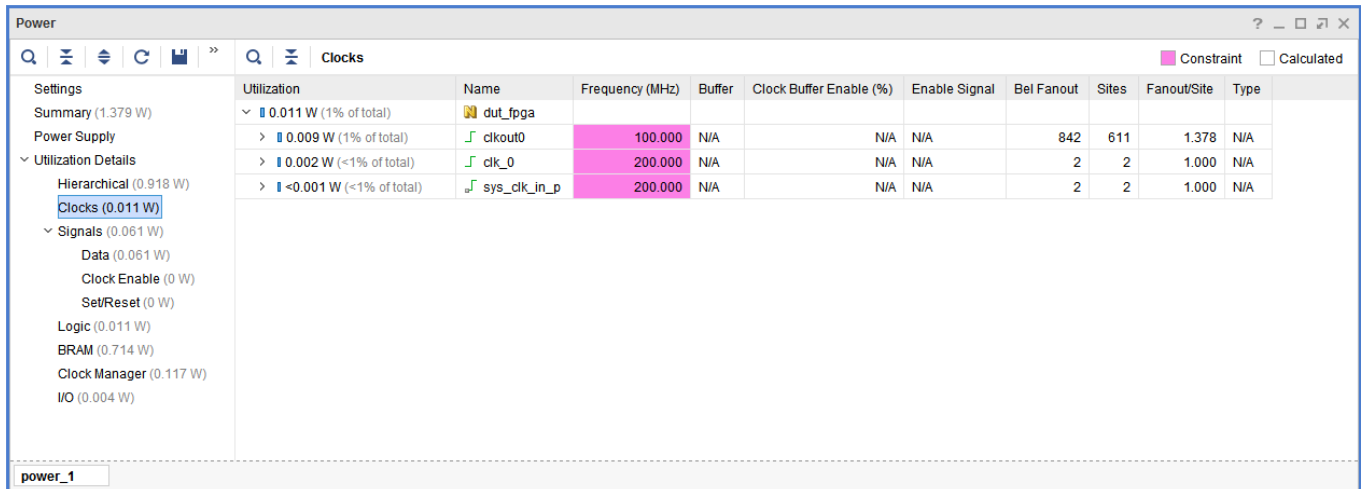 Power
Clocks
Constraint
Calculated
Settings
Summary (1.379 W)
Power Supply
Utilization Details
Hierarchical (0.918 W)
Clocks (0.011 W)
Signals (0.061 W)
Data (0.061 W)
Clock Enable (0 W)
Set/Reset (0 W)
Logic (0.011 W)
BRAM (0.714 W)
Clock Manager (0.117 W)
I/O (0.004 W)
Utilization Name Frequency (MHz) Buffer Clock Buffer Enable (%) Enable Signal Bel Fanout Sites Fanout/Site Type
0.011 W (1% of total) dut_fpga
0.009 W (1% of total) clkout0 100.000 N/A N/A N/A 842 611 1.378 N/A
0.002 W (<1% of total) clk_0 200.000 N/A N/A N/A 2 2 1.000 N/A
<0.001 W (<1% of total) sys_clk_in_p 200.000 N/A N/A N/A 2 2 1.000 N/A
power_1